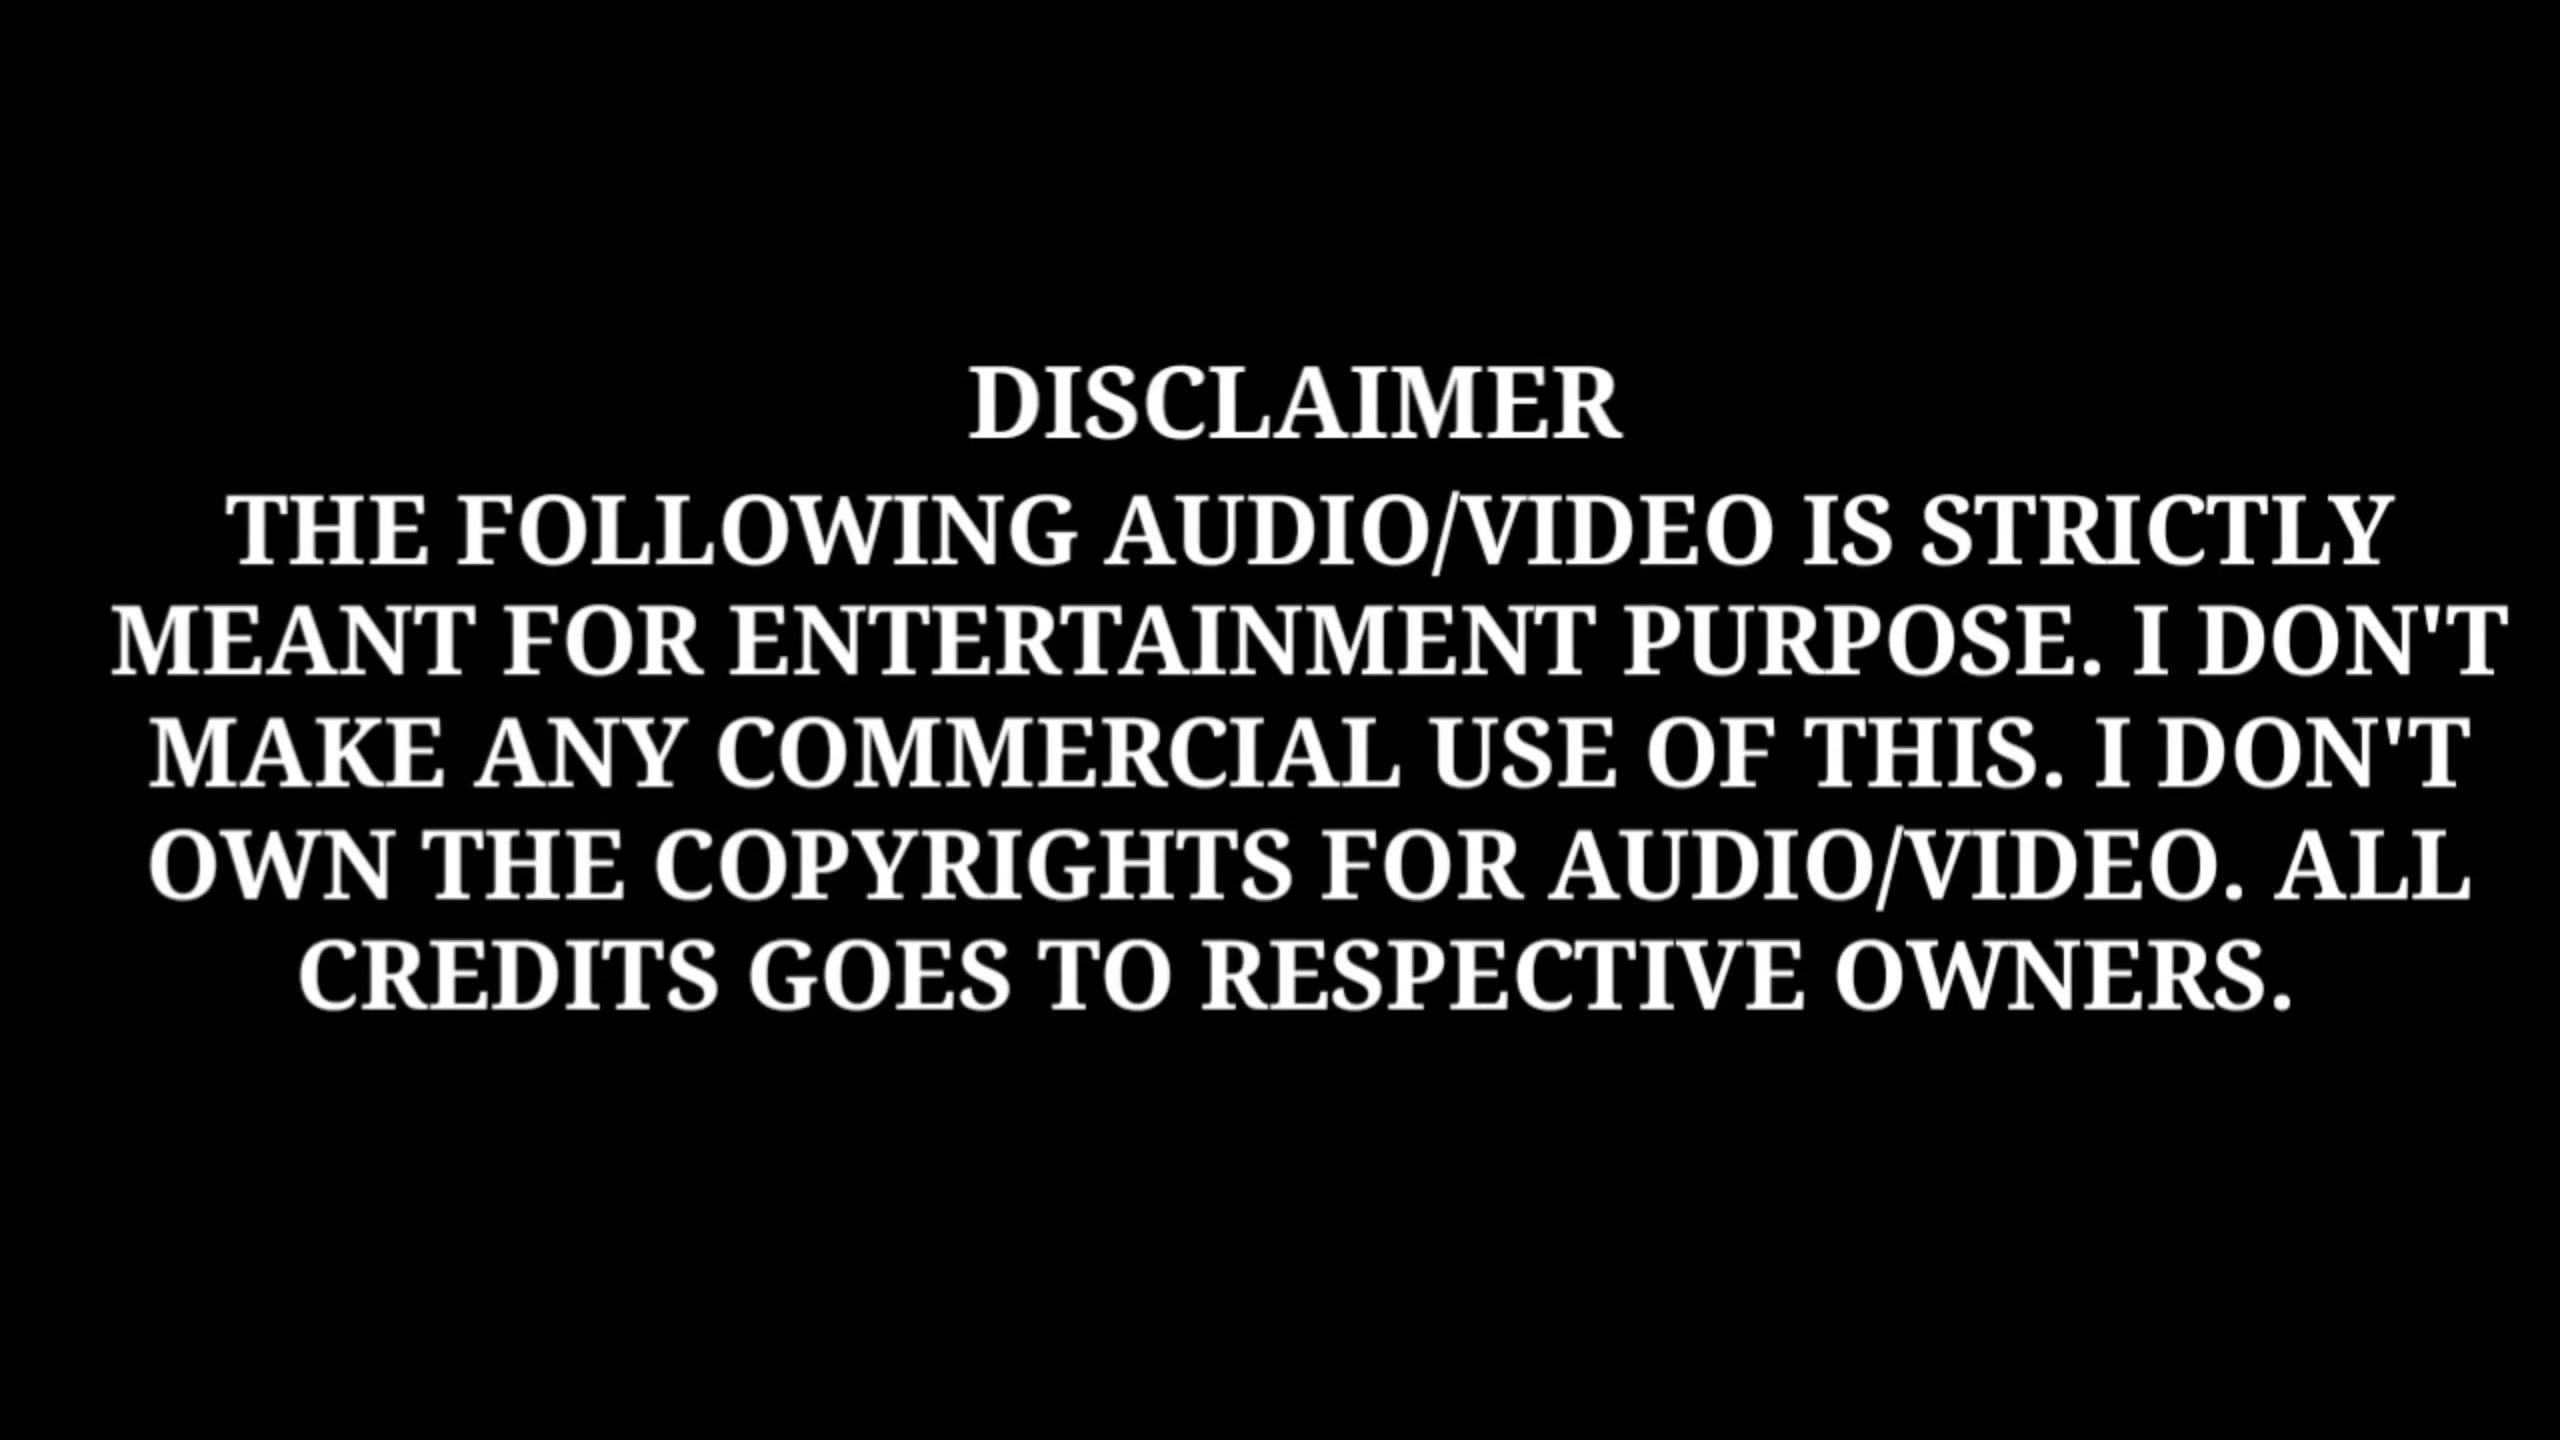 DISCLAIMER
THE FOLLOWING AUDIO/VIDEO IS STRICTLY
MEANT FOR ENTERTAINMENT PURPOSE. I DON'T
MAKE ANY COMMERCIAL USE OF THIS. I DON'T
OWN THE COPYRIGHTS FOR AUDIO/VIDEO. ALL
CREDITS GOES TO RESPECTIVE OWNERS.